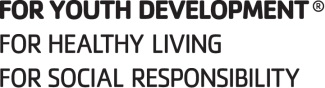 FOR YOUTH DEVELOPMENT®
FOR HEALTHY LIVING
FOR SOCIAL RESPONSIBILITY